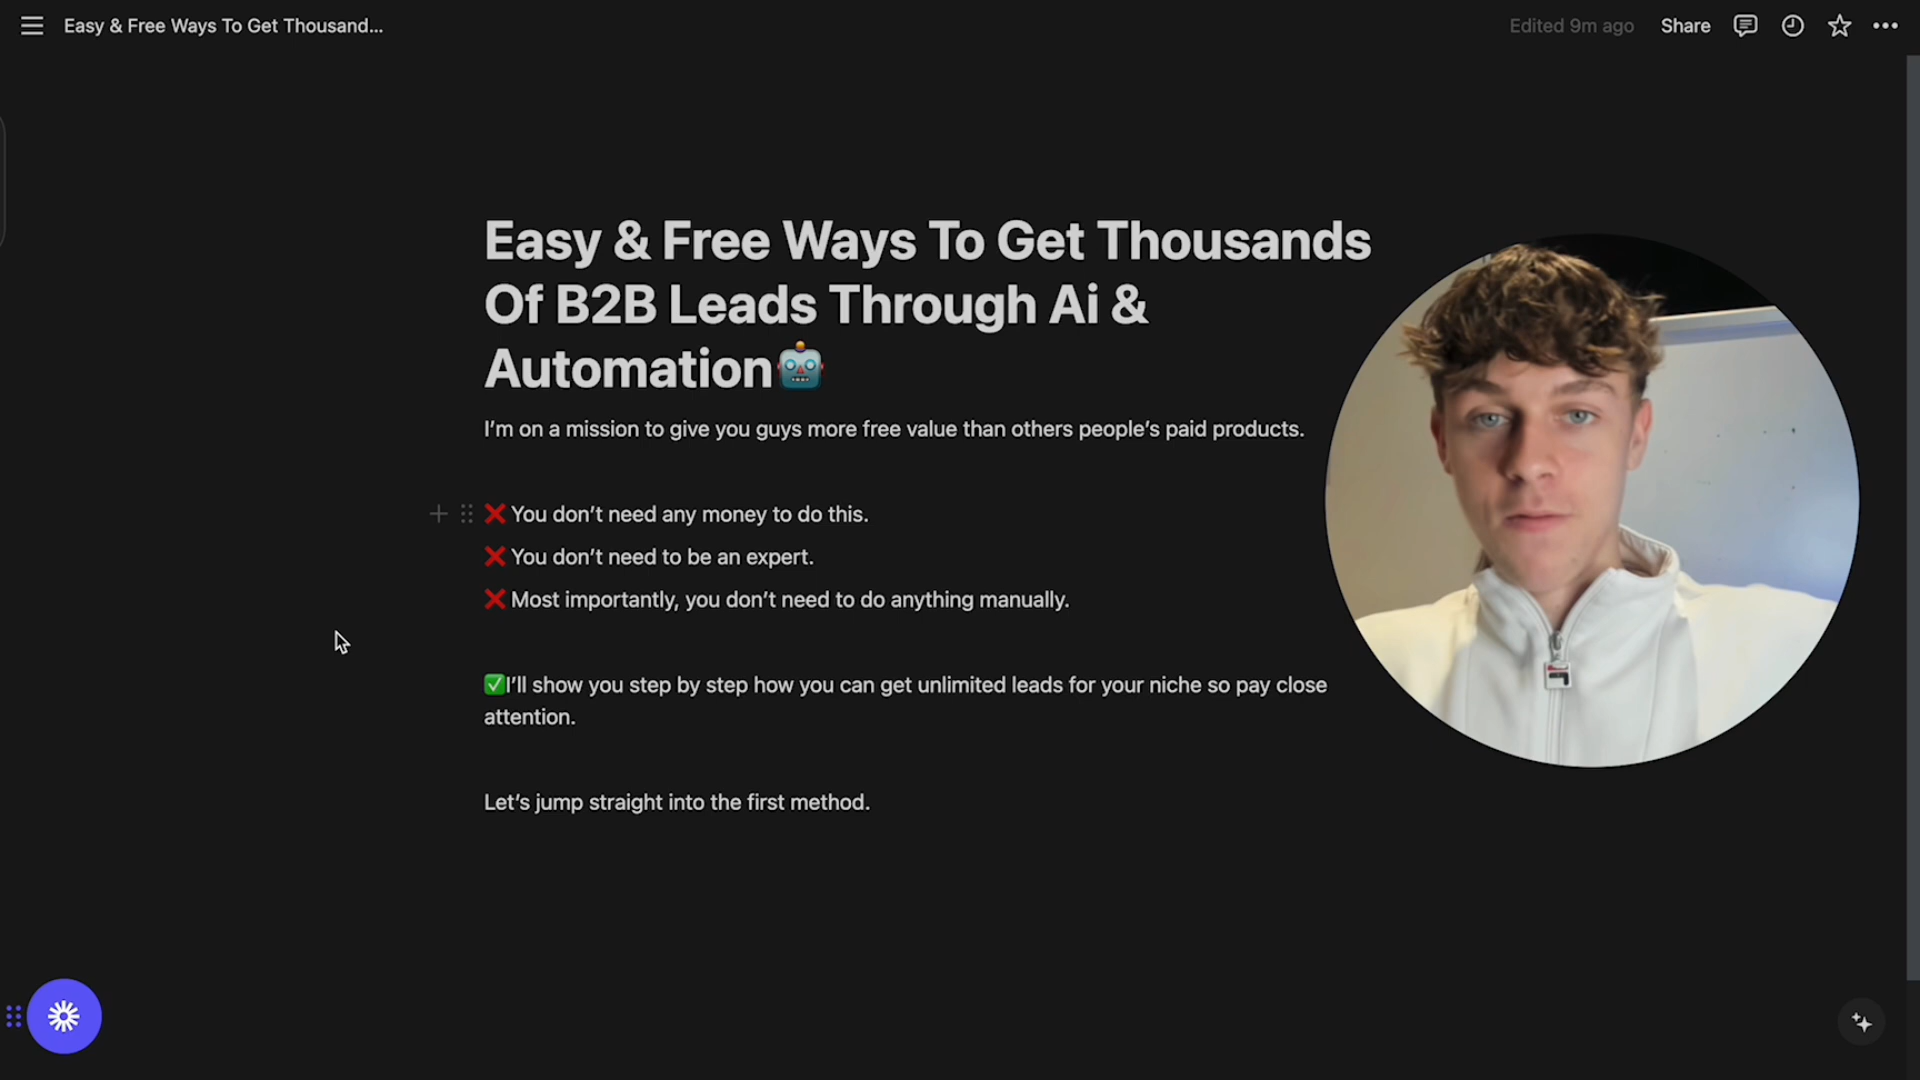 Easy & Free Ways To Get Thousand...
Edited 9m ago
Share
Easy & Free Ways To Get Thousands
Of B2B Leads Through Ai &
Automation🤖
I’m on a mission to give you guys more free value than others people’s paid products.
❌ You don’t need any money to do this.
❌ You don’t need to be an expert.
❌ Most importantly, you don’t need to do anything manually.
✅I’ll show you step by step how you can get unlimited leads for your niche so pay close
attention.
Let’s jump straight into the first method.